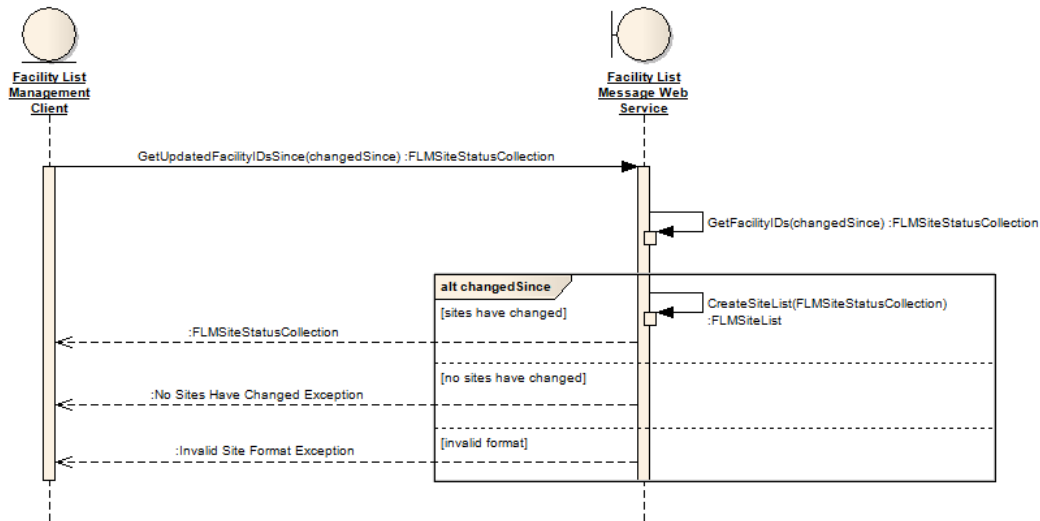 Facility List
Management
Client
Facility List
Message Web
Service
GetUpdatedFacilityIDsSince(changedSince) :FLMSiteStatusCollection
GetFacilityIDs(changedSince) :FLMSiteStatusCollection
alt changedSince
CreateSiteList(FLMSiteStatusCollection)
:FLMSiteList
[sites have changed]
:FLMSiteStatusCollection
[no sites have changed]
:No Sites Have Changed Exception
[invalid format]
:Invalid Site Format Exception